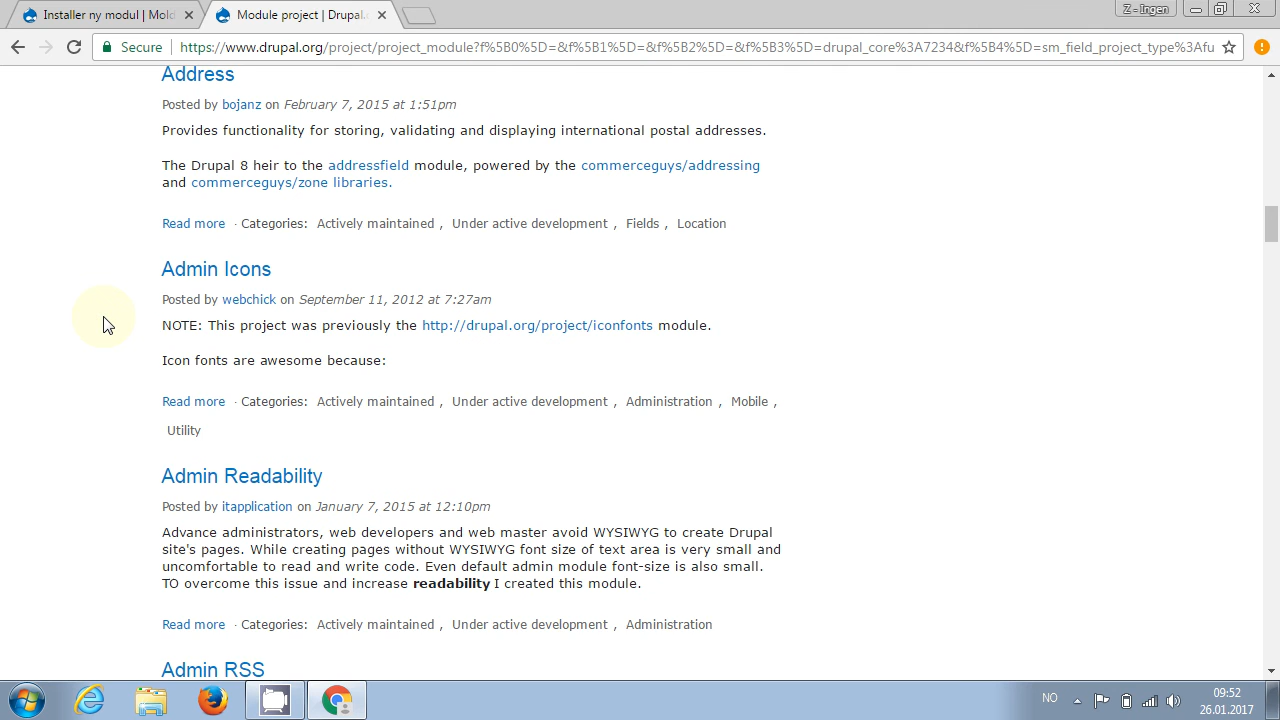 Installer ny modul | Mold
Module project | Drupal.
Z - Ingen
Secure
https://www.drupal.org/project/project_module?f%5B0%5D=&f%5B1%5D=&f%5B2%5D=&f%5B3%5D=drupal_core%3A7234&f%5B4%5D=sm_field_project_type%3Afu
Address
Posted by bojanz on February 7, 2015 at 1:51pm
Provides functionality for storing, validating and displaying international postal addresses.
The Drupal 8 heir to the addressfield module, powered by the commerceguys/addressing
and commerceguys/zone libraries.
Read more · Categories: Actively maintained , Under active development , Fields , Location
Admin Icons
Posted by webchick on September 11, 2012 at 7:27am
NOTE: This project was previously the http://drupal.org/project/iconfonts module.
Icon fonts are awesome because:
Read more · Categories: Actively maintained , Under active development , Administration , Mobile ,
Utility
Admin Readability
Posted by itapplication on January 7, 2015 at 12:10pm
Advance administrators, web developers and web master avoid WYSIWYG to create Drupal
site's pages. While creating pages without WYSIWYG font size of text area is very small and
uncomfortable to read and write code. Even default admin module font-size is also small.
TO overcome this issue and increase readability I created this module.
Read more · Categories: Actively maintained , Under active development , Administration
Admin RSS
NO
09:52
26.01.2017